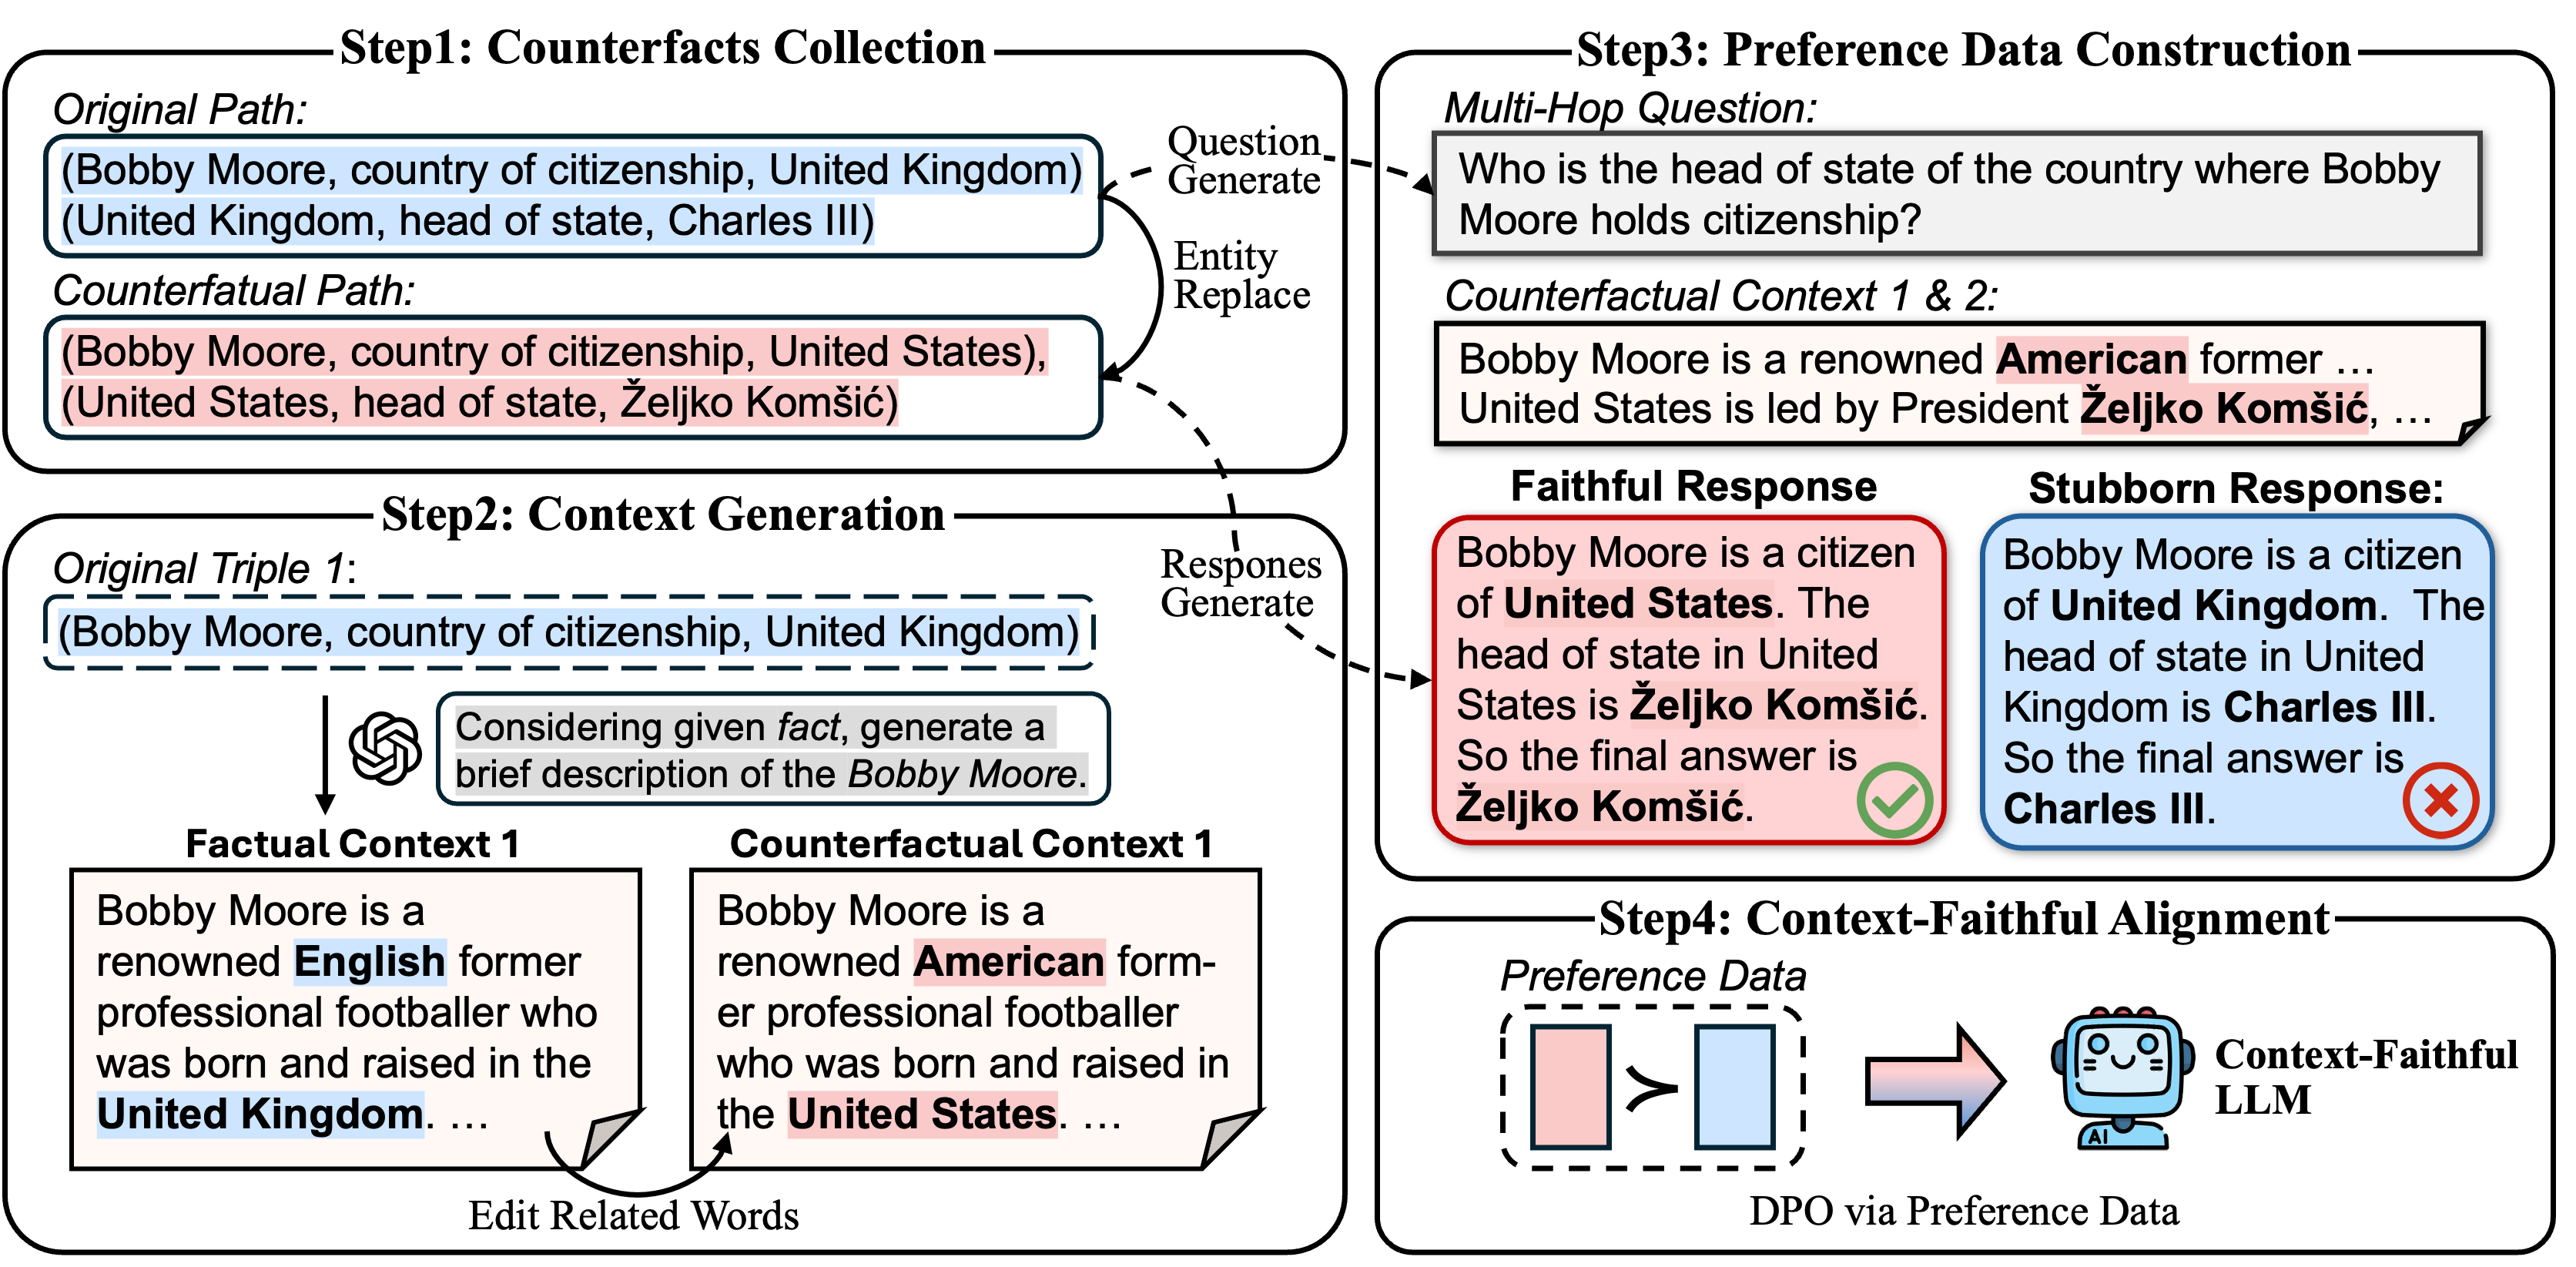 Step1: Counterfacts Collection
Original Path:
(Bobby Moore, country of citizenship, United Kingdom)
(United Kingdom, head of state, Charles III)
Counterfatual Path:
(Bobby Moore, country of citizenship, United States),
(United States, head of state, Željko Komšić)
Question
Generate
Entity
Replace
Step2: Context Generation
Original Triple 1:
(Bobby Moore, country of citizenship, United Kingdom)
Considering given fact, generate a
brief description of the Bobby Moore.
Respones
Generate
Factual Context 1
Bobby Moore is a
renowned English former
professional footballer who
was born and raised in the
United Kingdom. ...
Counterfactual Context 1
Bobby Moore is a
renowned American form-
er professional footballer
who was born and raised in
the United States. ...
Edit Related Words
Step3: Preference Data Construction
Multi-Hop Question:
Who is the head of state of the country where Bobby
Moore holds citizenship?
Counterfactual Context 1 & 2:
Bobby Moore is a renowned American former ...
United States is led by President Željko Komšić, ...
Faithful Response
Bobby Moore is a citizen
of United States. The
head of state in United
States is Željko Komšić.
So the final answer is
Željko Komšić.
Stubborn Response:
Bobby Moore is a citizen
of United Kingdom. The
head of state in United
Kingdom is Charles III.
So the final answer is
Charles III.
Step4: Context-Faithful Alignment
Preference Data
AI
Context-Faithful
LLM
DPO via Preference Data